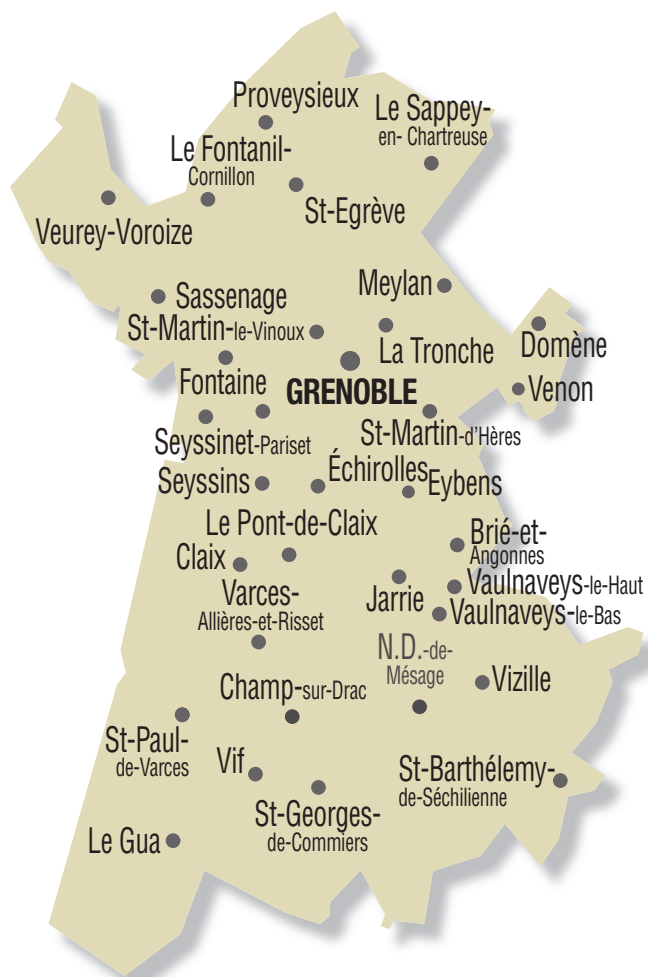 Proveysieux
Le Sappey-
en- Chartreuse
Le Fontanil-
Cornillon
St-Egrève
Veurey-Voroize
Meylan
Sassenage
St-Martin-le-Vinoux
La Tronche
Domène
Fontaine
GRENOBLE
Venon
St-Martin-d'Hères
Seyssinet-Pariset
Échirolles
Seyssins
Eybens
Le Pont-de-Claix
Brié-et-
Angonnes
Claix
Vaulnaveys-le-Haut
Varces-
Allières-et-Risset
Jarrie
Vaulnaveys-le-Bas
N.D.-de-
Mésage
Champ-sur-Drac
Vizille
St-Paul-
de-Varces
Vif
St-Barthélemy-
de-Séchilienne
St-Georges-
de-Commiers
Le Gua